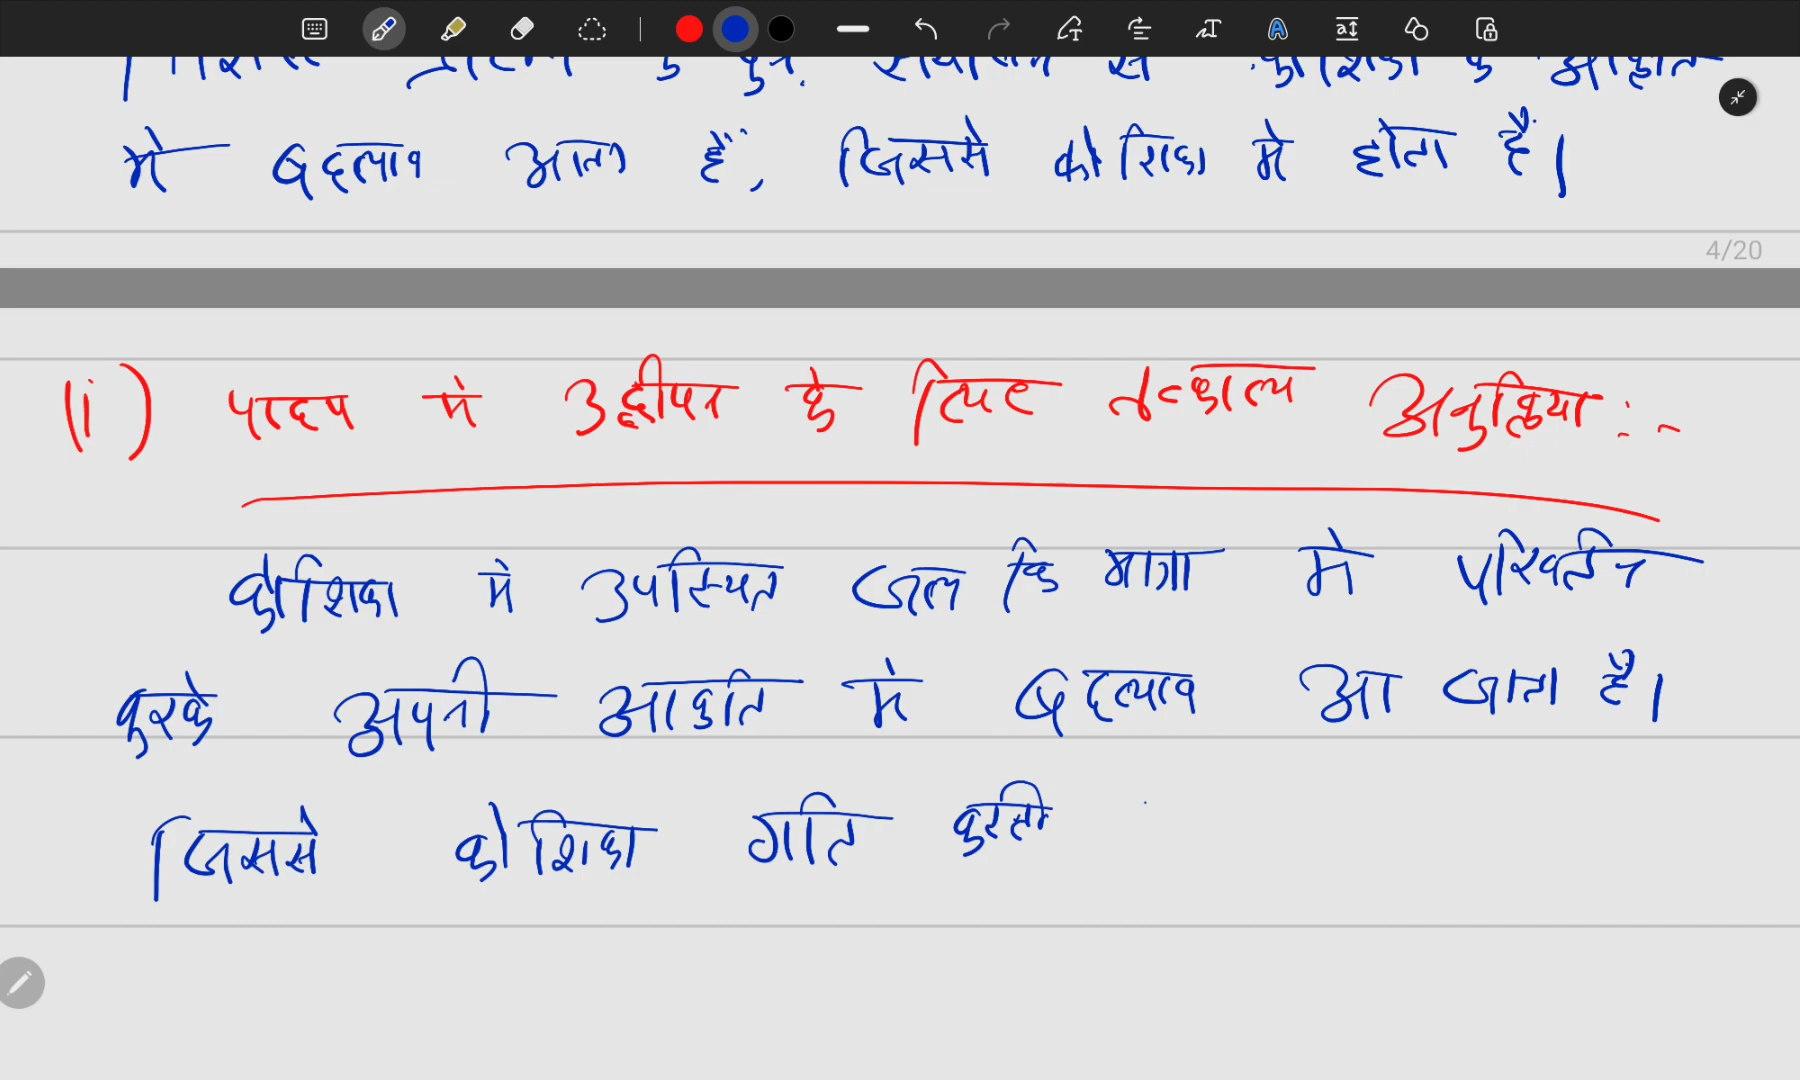 से कोशिका के आकृति
मे बदलाव आता हैं, जिससे कोशिका मे होता है।
4/20
(i) पादप मे उद्दीपन के लिए तत्काल अनुक्रिया :-
कोशिका मे उपस्थित जल कि मात्रा मे परिवर्तन
करके अपनी आकृति मे बदलाव आ जाता है।
जिससे कोशिका गति करती